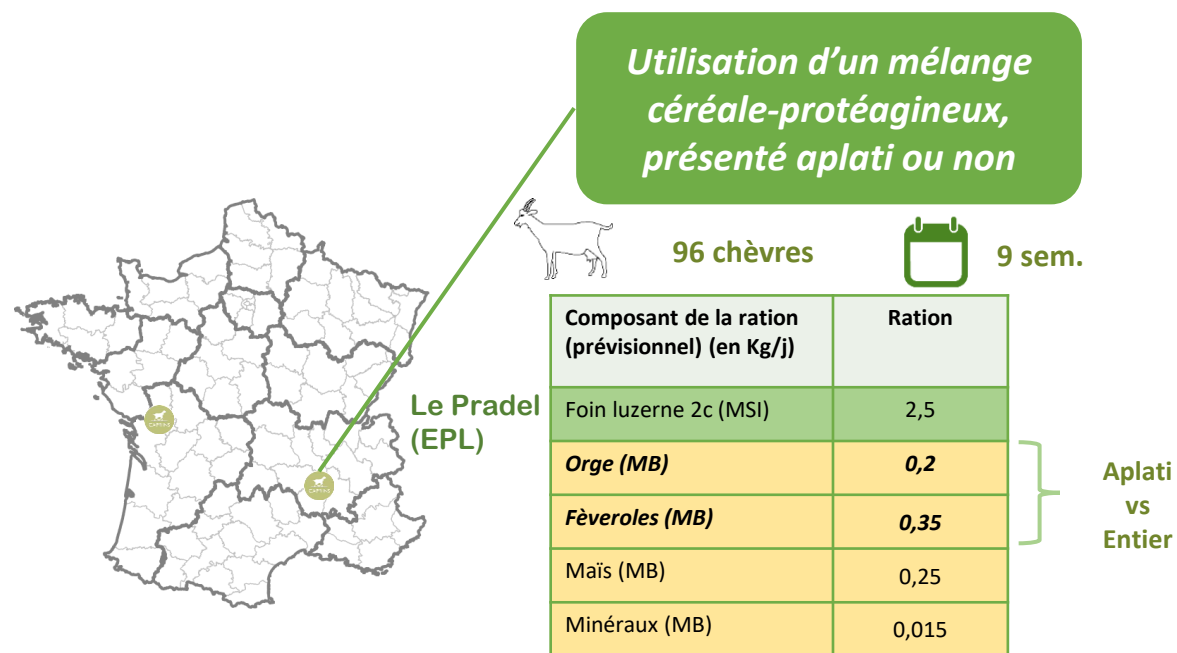 Utilisation d’un mélange
céréale-protéagineux,
présenté aplati ou non
96 chèvres
9 sem.
Le Pradel
(EPL)
Composant de la ration
(prévisionnel) (en Kg/j)
Ration
Foin luzerne 2c (MSI)
2,5
Orge (MB)
0,2
Fèveroles (MB)
0,35
Maïs (MB)
0,25
Minéraux (MB)
0,015
Aplati
vs
Entier